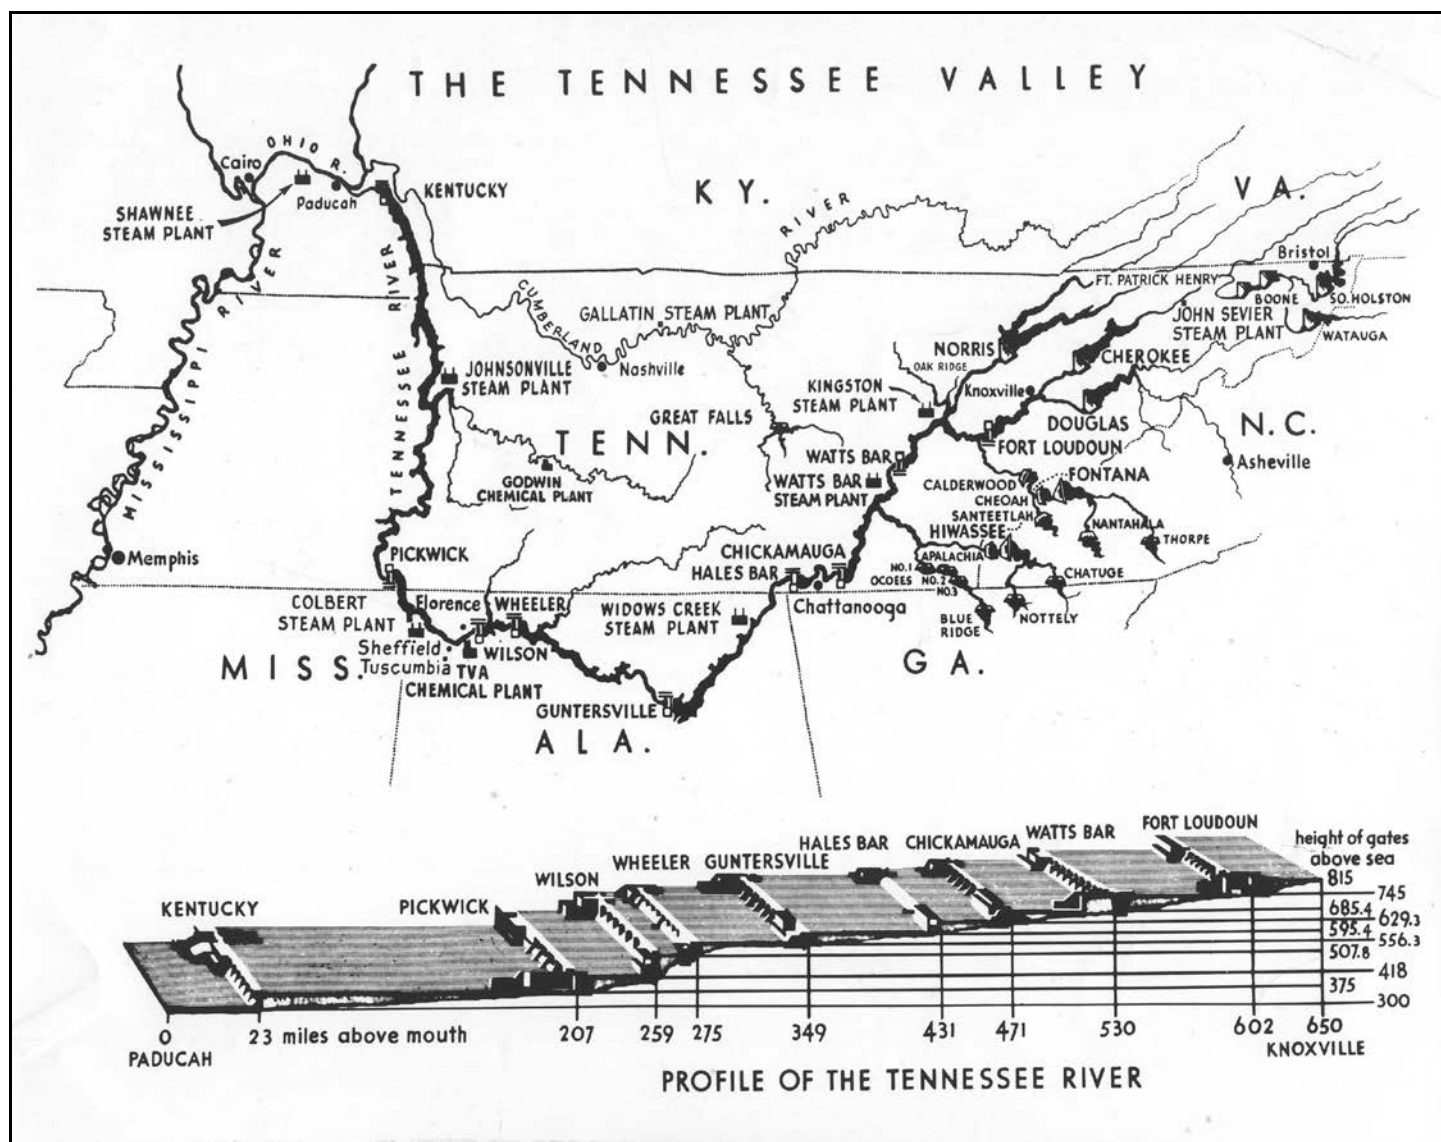 THE TENNESSEE VALLEY
OHIO R.
Cairo
Paducah
KENTUCKY
SHAWNEE
STEAM PLANT
KY.
RIVER
VA.
Bristol
MISSISSIPPI RIVER
TENNESSEE RIVER
CUMBERLAND
GALLATIN STEAM PLANT
Nashville
FT. PATRICK HENRY
BOONE
SO. HOLSTON
JOHN SEVIER
STEAM PLANT
WATAUGA
JOHNSONVILLE
STEAM PLANT
NORRIS
OAK RIDGE
CHEROKEE
KINGSTON
STEAM PLANT
Knoxville
GREAT FALLS
DOUGLAS
TENN.
N.C.
FORT LOUDOUN
Asheville
WATTS BAR
WATTS BAR
STEAM PLANT
GODWIN
CHEMICAL PLANT
CALDERWOOD
FONTANA
CHEOAH
SANTEETLAH
NANTAHALA
THORPE
HIWASSEE
APALACHIA
Memphis
PICKWICK
CHICKAMAUGA
HALES BAR
NO.1
OCOEES
NO.2
NO.3
CHATUGE
Chattanooga
COLBERT
STEAM PLANT
Florence
WHEELER
WIDOWS CREEK
STEAM PLANT
BLUE
RIDGE
NOTTELY
Sheffield
Tuscumbia
WILSON
TVA
CHEMICAL PLANT
MISS.
GA.
GUNTERSVILLE
ALA.
KENTUCKY
PICKWICK
WILSON
WHEELER
GUNTERSVILLE
HALES BAR
CHICKAMAUGA
WATTS BAR
FORT LOUDOUN
height of gates
above sea
815
745
685.4
629.3
595.4
556.3
507.8
418
375
300
0
23 miles above mouth
207
259
275
349
431
471
530
602
650
PADUCAH
KNOXVILLE
PROFILE OF THE TENNESSEE RIVER